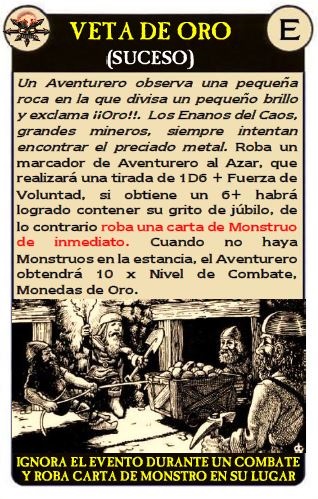 VETA DE ORO
E
(SUCESO)
Un Aventurero observa una pequeña
roca en la que divisa un pequeño brillo
y exclama ¡¡Oro!!. Los Enanos del Caos,
grandes mineros, siempre intentan
encontrar el preciado metal. Roba un
marcador de Aventurero al Azar, que
realizará una tirada de 1D6 + Fuerza de
Voluntad, si obtiene un 6+ habrá
logrado contener su grito de júbilo, de
lo contrario roba una carta de Monstruo
de inmediato. Cuando no haya
Monstruos en la estancia, el Aventurero
obtendrá 10 x Nivel de Combate,
Monedas de Oro.
IGNORA EL EVENTO DURANTE UN COMBATE
Y ROBA CARTA DE MONSTRO EN SU LUGAR